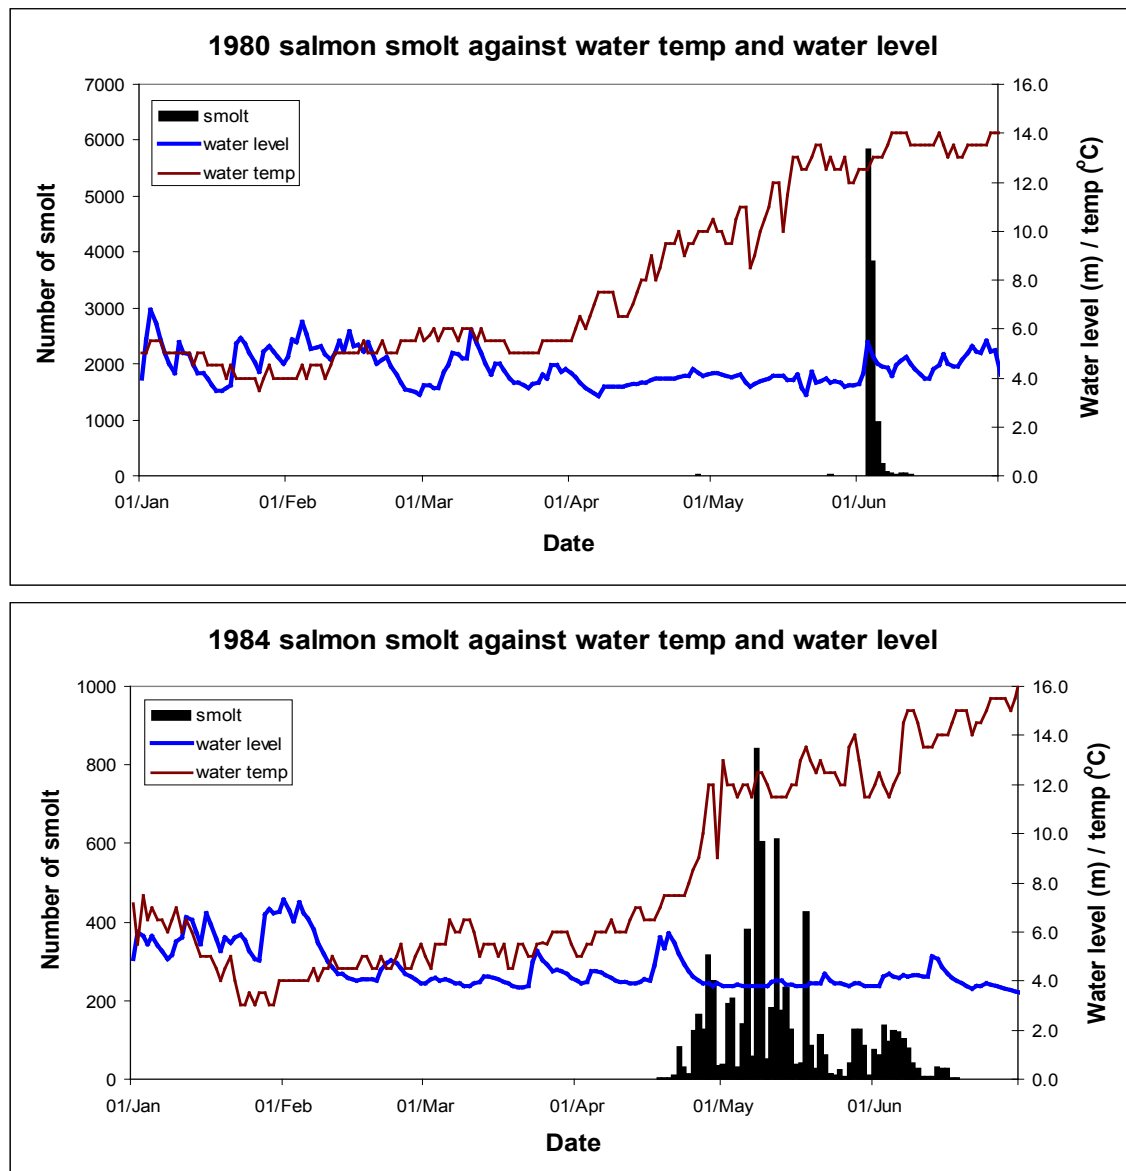 1980 salmon smolt against water temp and water level
7000
6000
5000
4000
3000
2000
1000
0
Number of smolt
smolt
water level
water temp
16.0
14.0
12.0
10.0
8.0
6.0
4.0
2.0
0.0
Water level (m) / temp (°C)
01/Jan 01/Feb 01/Mar 01/Apr 01/May 01/Jun
Date
1984 salmon smolt against water temp and water level
1000
800
600
400
200
0
Number of smolt
smolt
water level
water temp
16.0
14.0
12.0
10.0
8.0
6.0
4.0
2.0
0.0
Water level (m) / temp (°C)
01/Jan 01/Feb 01/Mar 01/Apr 01/May 01/Jun
Date